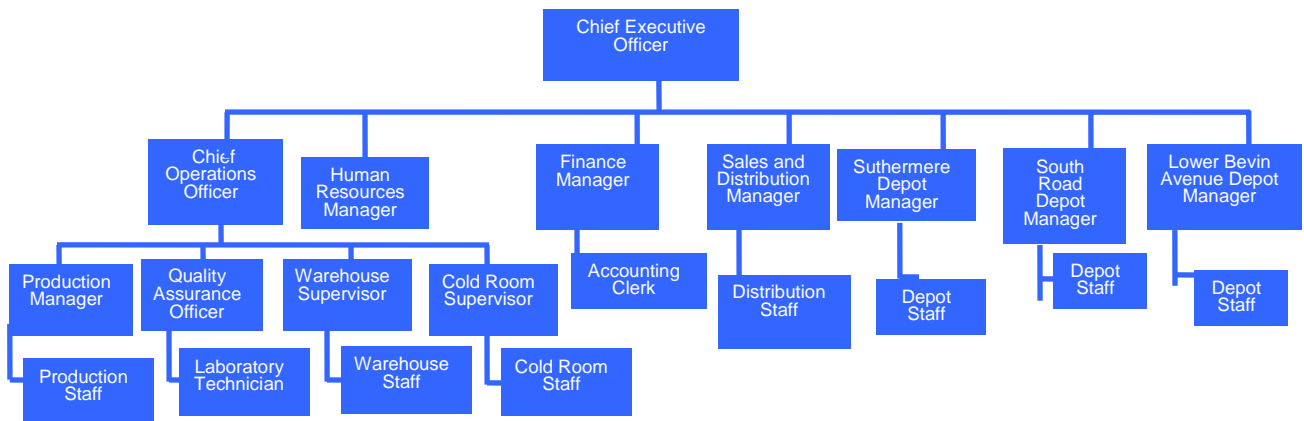 Chief Executive
Officer
Chief
Operations
Officer
Human
Resources
Manager
Finance
Manager
Sales and
Distribution
Manager
Suthermere
Depot
Manager
South
Road
Depot
Manager
Lower Bevin
Avenue Depot
Manager
Production
Manager
Quality
Assurance
Officer
Warehouse
Supervisor
Cold Room
Supervisor
Accounting
Clerk
Distribution
Staff
Depot
Staff
Depot
Staff
Depot
Staff
Production
Staff
Laboratory
Technician
Warehouse
Staff
Cold Room
Staff